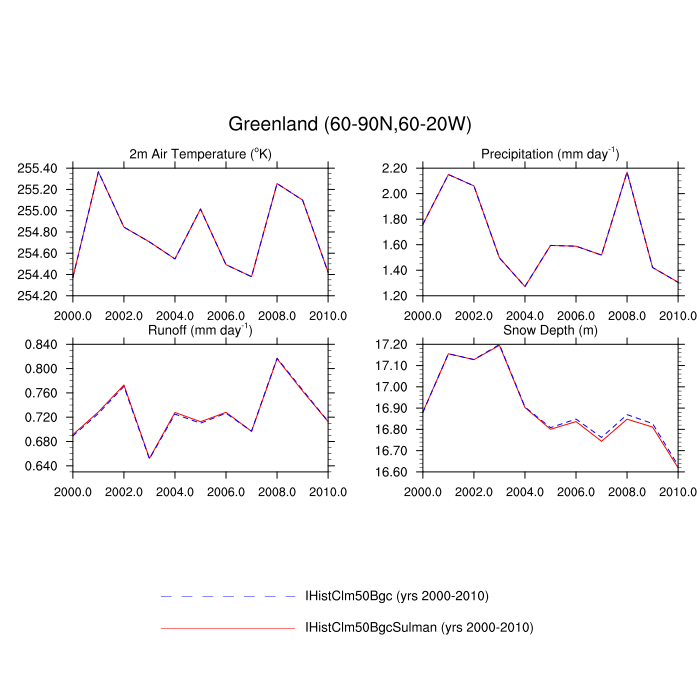 Greenland (60-90N,60-20W)
2m Air Temperature (°K)
255.40
255.20
255.00
254.80
254.60
254.40
254.20
2000.0 2002.0 2004.0 2006.0 2008.0 2010.0
Precipitation (mm day⁻¹)
2.20
2.00
1.80
1.60
1.40
1.20
2000.0 2002.0 2004.0 2006.0 2008.0 2010.0
Runoff (mm day⁻¹)
0.840
0.800
0.760
0.720
0.680
0.640
2000.0 2002.0 2004.0 2006.0 2008.0 2010.0
Snow Depth (m)
17.20
17.10
17.00
16.90
16.80
16.70
16.60
2000.0 2002.0 2004.0 2006.0 2008.0 2010.0
IHistClm50Bgc (yrs 2000-2010)
IHistClm50BgcSulman (yrs 2000-2010)